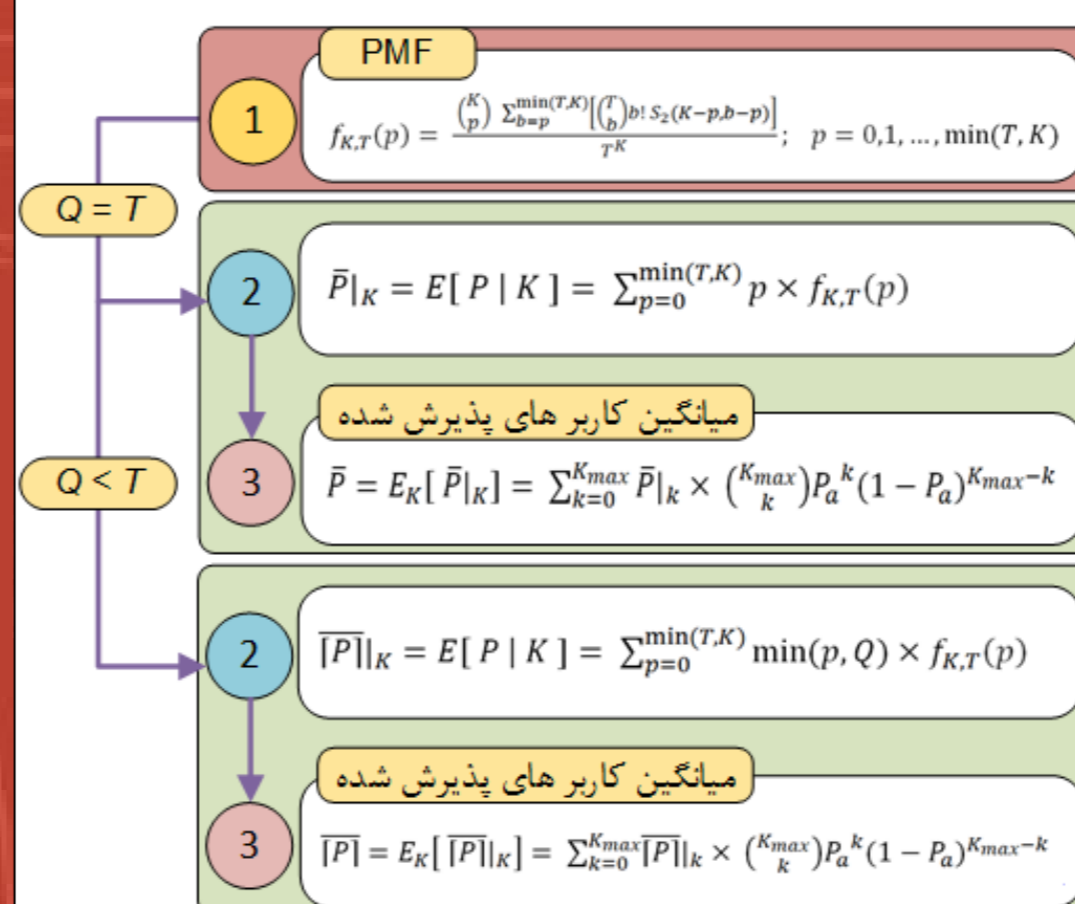 PMF
1
f_{K,T}(p) = \frac{\binom{K}{p} \sum_{b=p}^{\min(T,K)} [\binom{T}{b} b! S_2(K-p,b-p)]}{T^K}; p = 0,1, ..., min(T, K)
Q = T
2
\bar{P}|_K = E[ P | K ] = \sum_{p=0}^{\min(T,K)} p × f_{K,T}(p)
میانگین کاربر های پذیرش شده
Q < T
3
\bar{P} = E_K[ \bar{P}|_K] = \sum_{k=0}^{K_{max}} \bar{P}|_k × \binom{K_{max}}{k} P_a^k (1 − P_a)^{K_{max}−k}
2
\overline{⌈P⌉}|_K = E[ P | K ] = \sum_{p=0}^{\min(T,K)} min(p, Q) × f_{K,T}(p)
میانگین کاربر های پذیرش شده
3
\overline{⌈P⌉} = E_K[ \overline{⌈P⌉}|_K] = \sum_{k=0}^{K_{max}} \overline{⌈P⌉}|_k × \binom{K_{max}}{k} P_a^k (1 − P_a)^{K_{max}−k}